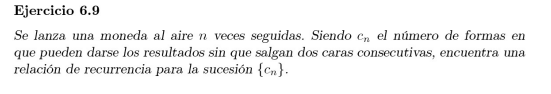 Ejercicio 6.9
Se lanza una moneda al aire n veces seguidas. Siendo cₙ el número de formas en
que pueden darse los resultados sin que salgan dos caras consecutivas, encuentra una
relación de recurrencia para la sucesión {cₙ}.